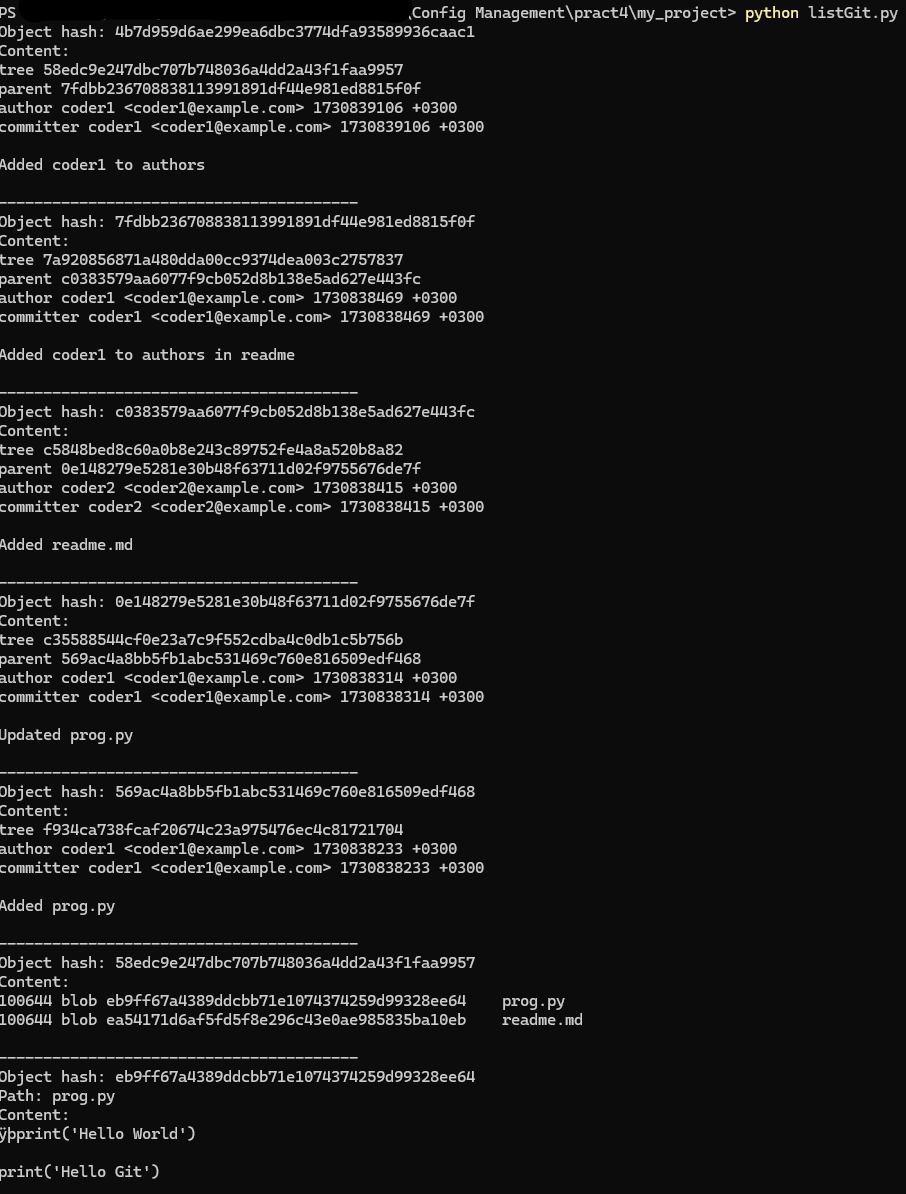 PS \Config Management\pract4\my_project> python listGit.py
Object hash: 4b7d959d6ae299ea6dbc3774dfa93589936caac1
Content:
tree 58edc9e247dbc707b748036a4dd2a43f1faa9957
parent 7fdbb236708838113991891df44e981ed8815f0f
author coder1 <coder1@example.com> 1730839106 +0300
committer coder1 <coder1@example.com> 1730839106 +0300

Added coder1 to authors

----------------------------------------
Object hash: 7fdbb236708838113991891df44e981ed8815f0f
Content:
tree 7a920856871a480dda00cc9374dea003c2757837
parent c0383579aa6077f9cb052d8b138e5ad627e443fc
author coder1 <coder1@example.com> 1730838469 +0300
committer coder1 <coder1@example.com> 1730838469 +0300

Added coder1 to authors in readme

----------------------------------------
Object hash: c0383579aa6077f9cb052d8b138e5ad627e443fc
Content:
tree c5848bed8c60a0b8e243c89752fe4a8a520b8a82
parent 0e148279e5281e30b48f63711d02f9755676de7f
author coder2 <coder2@example.com> 1730838415 +0300
committer coder2 <coder2@example.com> 1730838415 +0300

Added readme.md

----------------------------------------
Object hash: 0e148279e5281e30b48f63711d02f9755676de7f
Content:
tree c35588544cf0e23a7c9f552cdba4c0db1c5b756b
parent 569ac4a8bb5fb1abc531469c760e816509edf468
author coder1 <coder1@example.com> 1730838314 +0300
committer coder1 <coder1@example.com> 1730838314 +0300

Updated prog.py

----------------------------------------
Object hash: 569ac4a8bb5fb1abc531469c760e816509edf468
Content:
tree f934ca738fcaf20674c23a975476ec4c81721704
author coder1 <coder1@example.com> 1730838233 +0300
committer coder1 <coder1@example.com> 1730838233 +0300

Added prog.py

----------------------------------------
Object hash: 58edc9e247dbc707b748036a4dd2a43f1faa9957
Content:
100644 blob eb9ff67a4389ddcbb71e1074374259d99328ee64    prog.py
100644 blob ea54171d6af5fd5f8e296c43e0ae985835ba10eb    readme.md

----------------------------------------
Object hash: eb9ff67a4389ddcbb71e1074374259d99328ee64
Path: prog.py
Content:
ÿþprint('Hello World')

print('Hello Git')